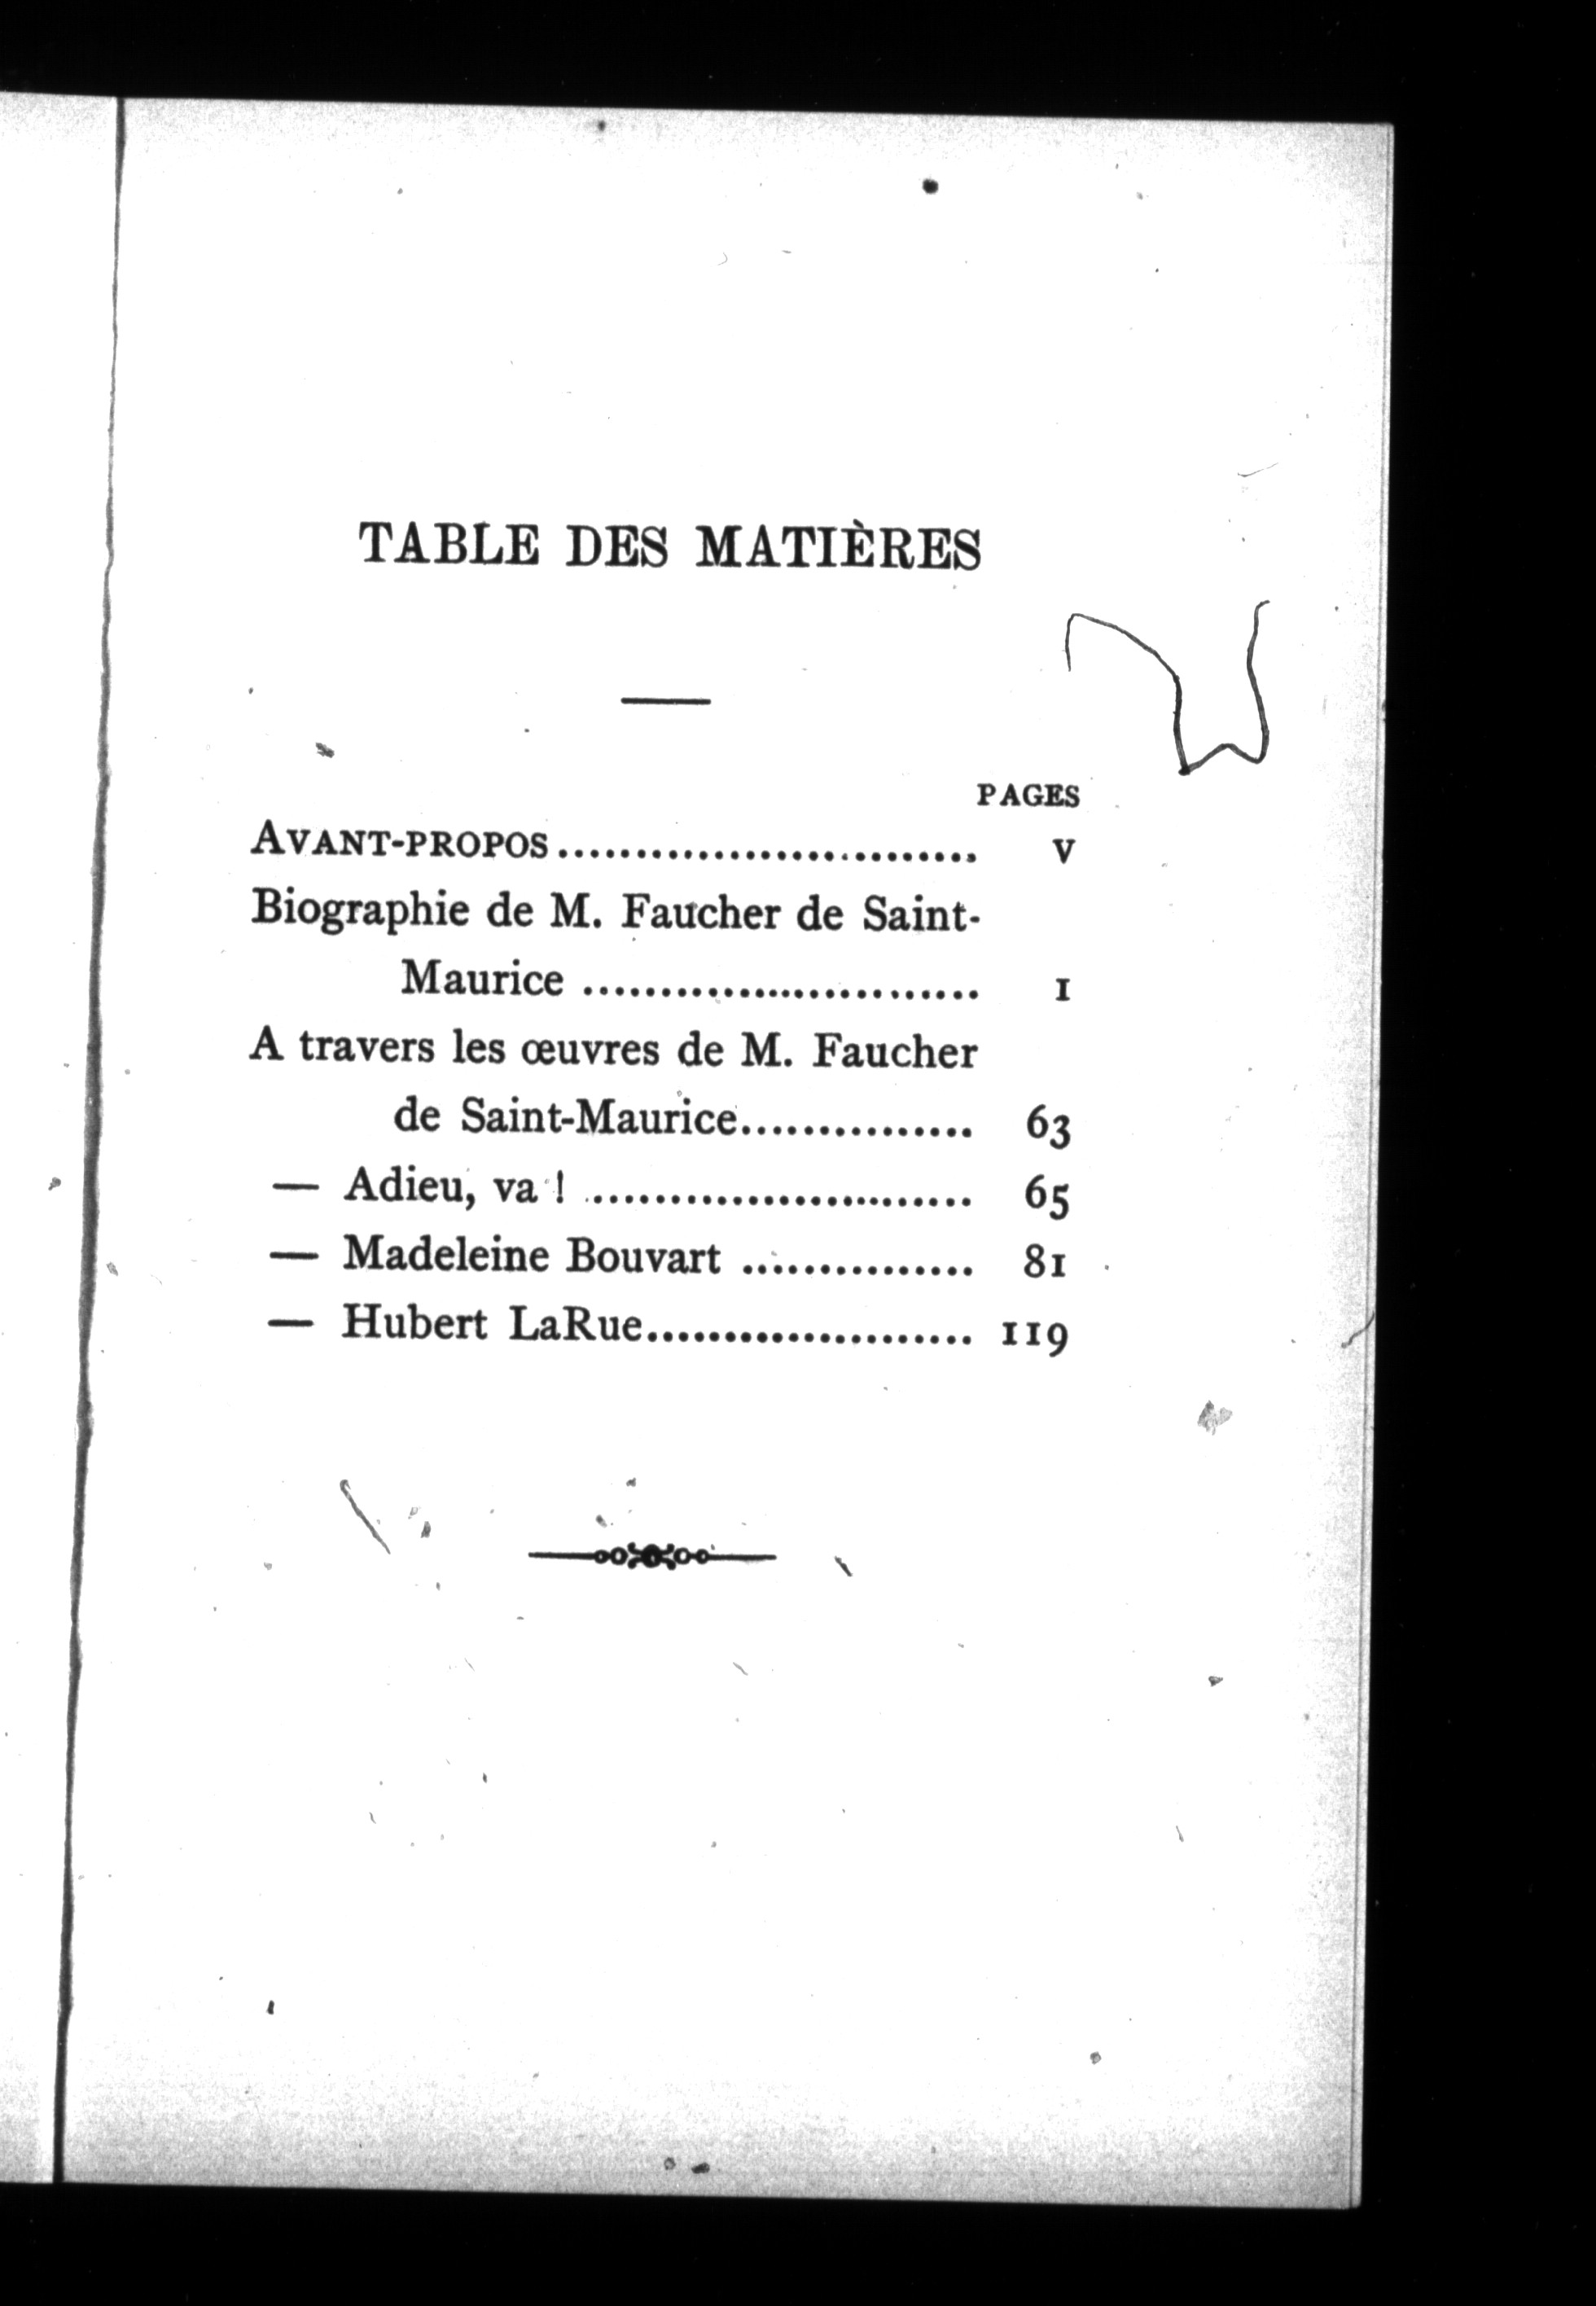 TABLE DES MATIÈRES
PAGES
AVANT-PROPOS........................... V
Biographie de M. Faucher de Saint-
Maurice .......................... 1
A travers les œuvres de M. Faucher
de Saint-Maurice............... 63
— Adieu, va ! ......................... 65
— Madeleine Bouvart ............... 81
— Hubert LaRue..................... 119